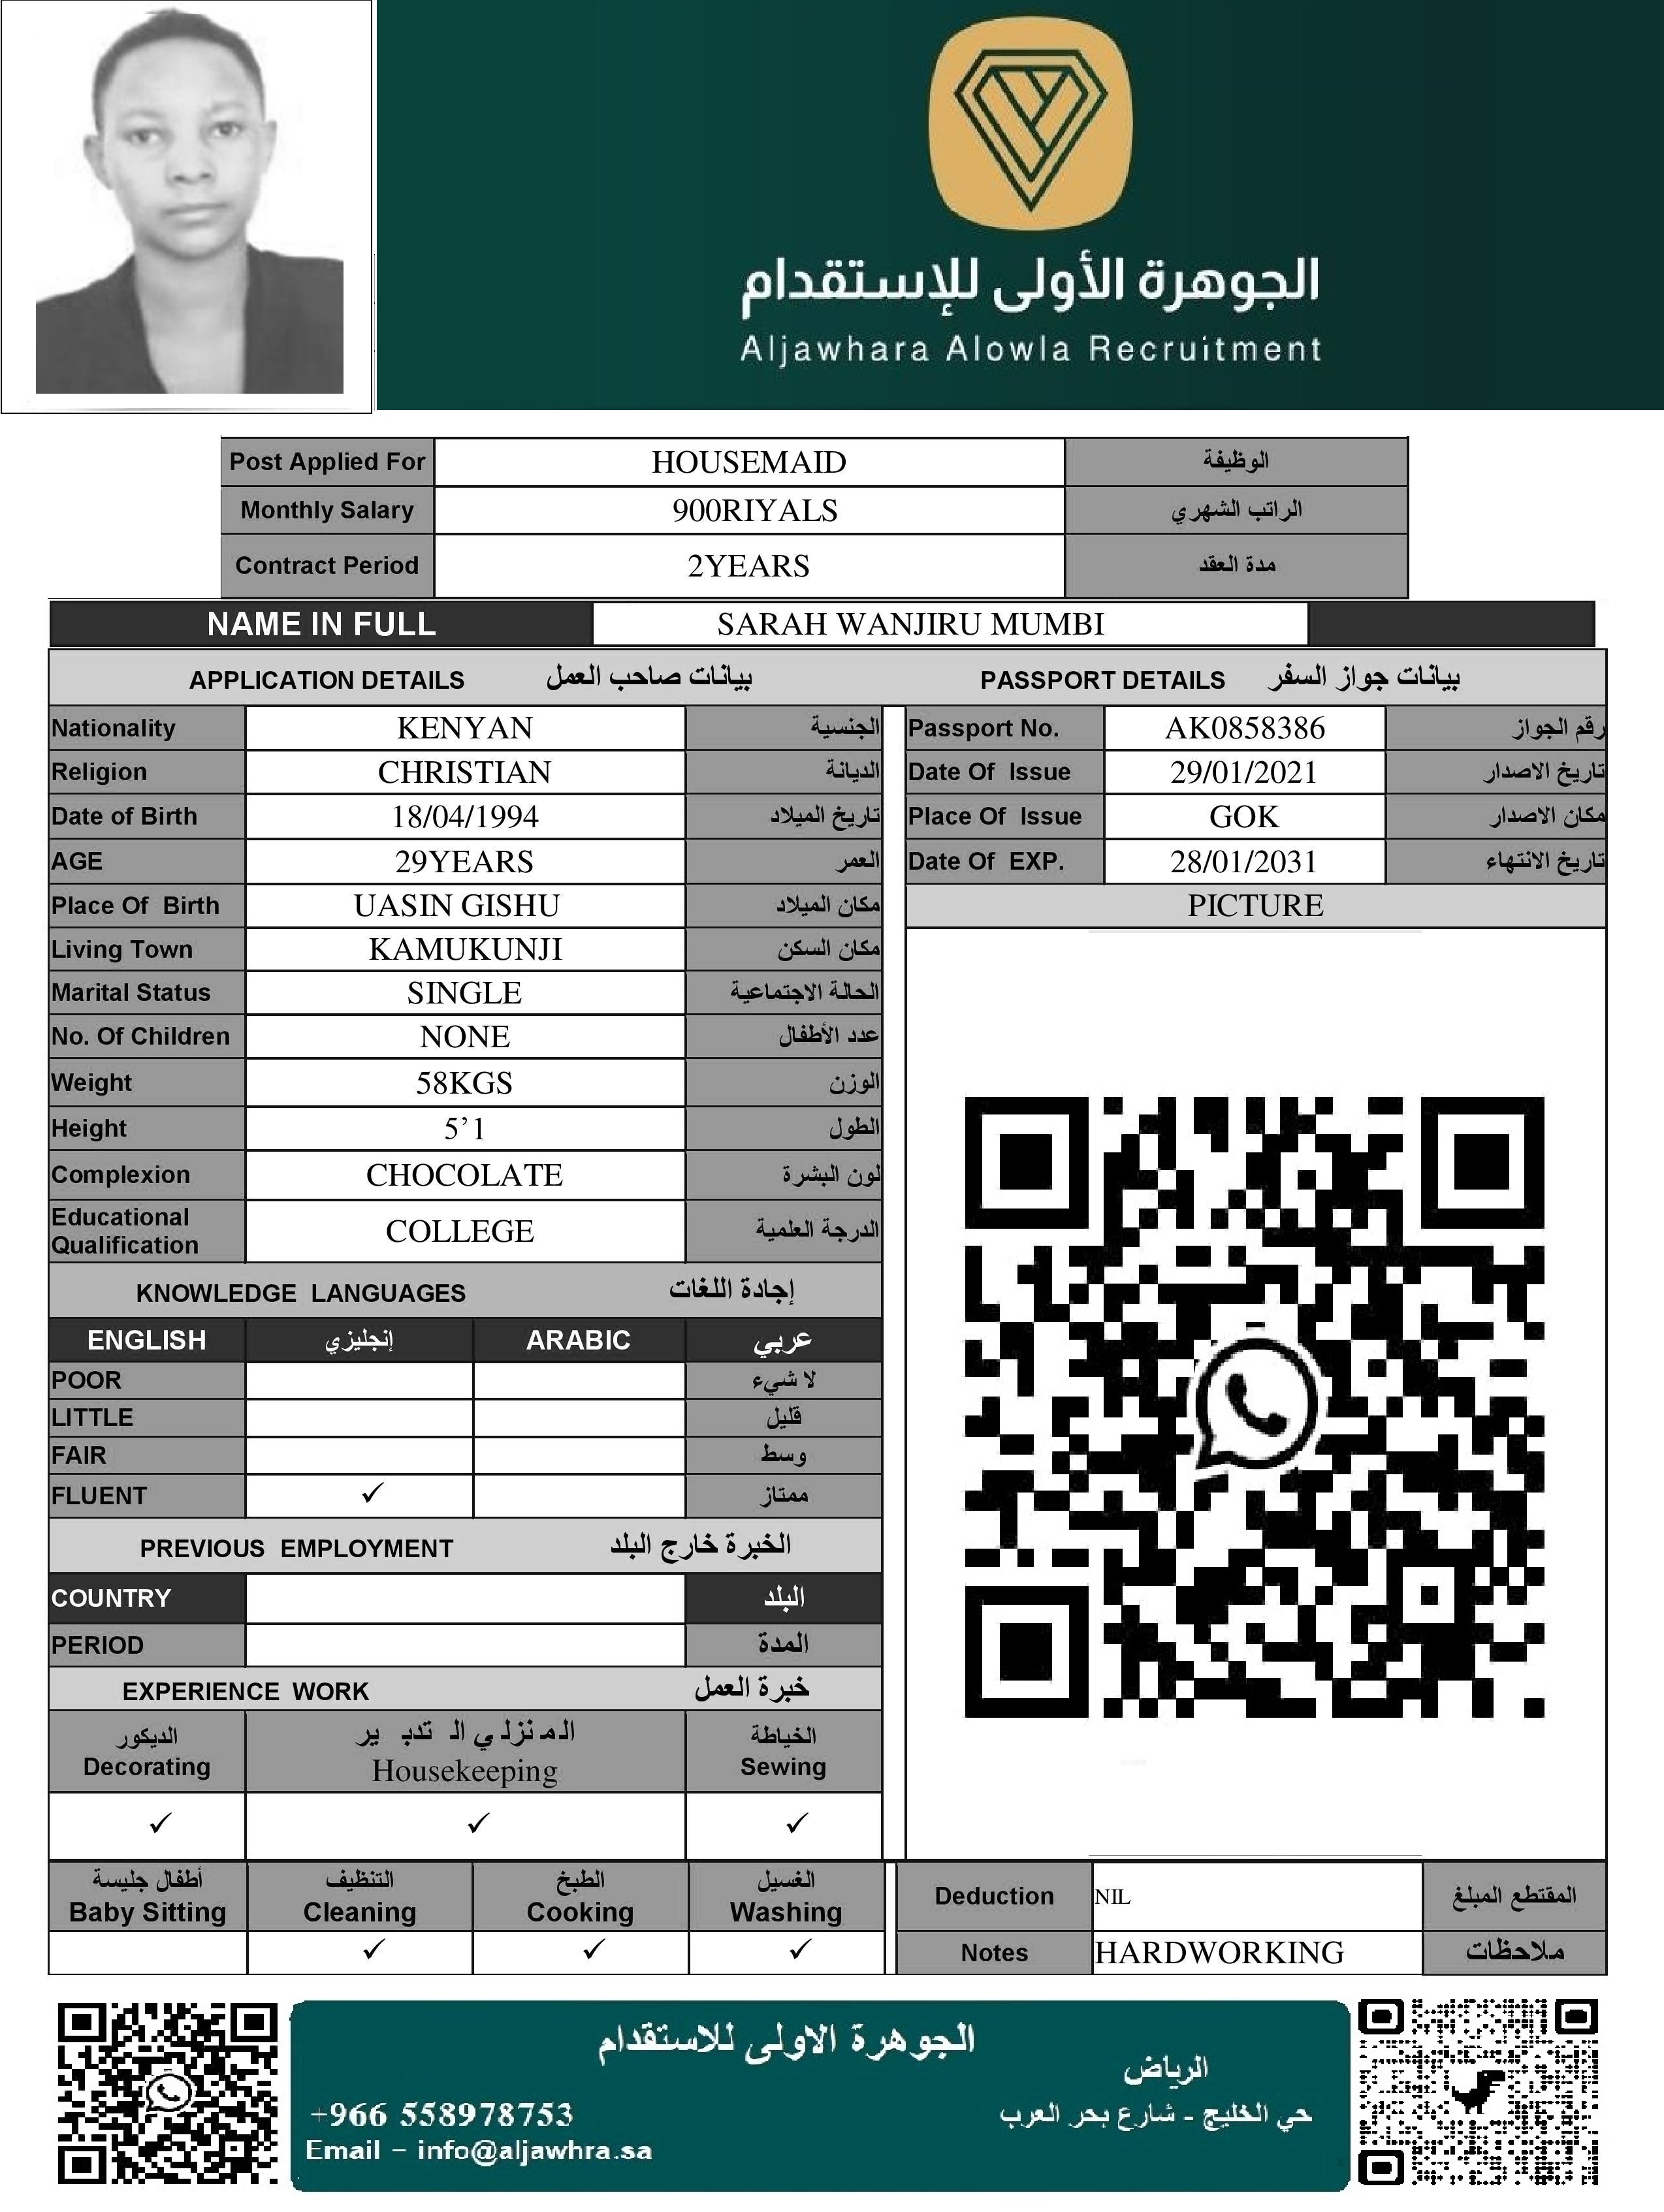 الجوهرة الأولى للإستقدام
Aljawhara Alowla Recruitment
Post Applied For HOUSEMAID الوظيفة
Monthly Salary 900RIYALS الراتب الشهري
Contract Period 2YEARS مدة العقد
NAME IN FULL SARAH WANJIRU MUMBI
APPLICATION DETAILS بيانات صاحب العمل
Nationality KENYAN الجنسية
Religion CHRISTIAN الديانة
Date of Birth 18/04/1994 تاريخ الميلاد
AGE 29YEARS العمر
Place Of Birth UASIN GISHU مكان الميلاد
Living Town KAMUKUNJI مكان السكن
Marital Status SINGLE الحالة الاجتماعية
No. Of Children NONE عدد الأطفال
Weight 58KGS الوزن
Height 5’1 الطول
Complexion CHOCOLATE لون البشرة
Educational Qualification COLLEGE الدرجة العلمية
PASSPORT DETAILS بيانات جواز السفر
Passport No. AK0858386 رقم الجواز
Date Of Issue 29/01/2021 تاريخ الاصدار
Place Of Issue GOK مكان الاصدار
Date Of EXP. 28/01/2031 تاريخ الانتهاء
PICTURE
KNOWLEDGE LANGUAGES إجادة اللغات
ENGLISH إنجليزي ARABIC عربي
POOR لا شيء
LITTLE قليل
FAIR وسط
FLUENT ✓ ممتاز
PREVIOUS EMPLOYMENT الخبرة خارج البلد
COUNTRY البلد
PERIOD المدة
EXPERIENCE WORK خبرة العمل
الديكور المنزلي ال تدب ير الخياطة
Decorating Housekeeping Sewing
✓ ✓ ✓
أطفال جليسة التنظيف الطبخ الغسيل
Baby Sitting Cleaning Cooking Washing
✓ ✓ ✓
Deduction NIL المقتطع المبلغ
Notes HARDWORKING ملاحظات
الجوهرة الاولى للاستقدام
الرياض
حي الخليج - شارع بحر العرب
+966 558978753
Email - info@aljawhra.sa